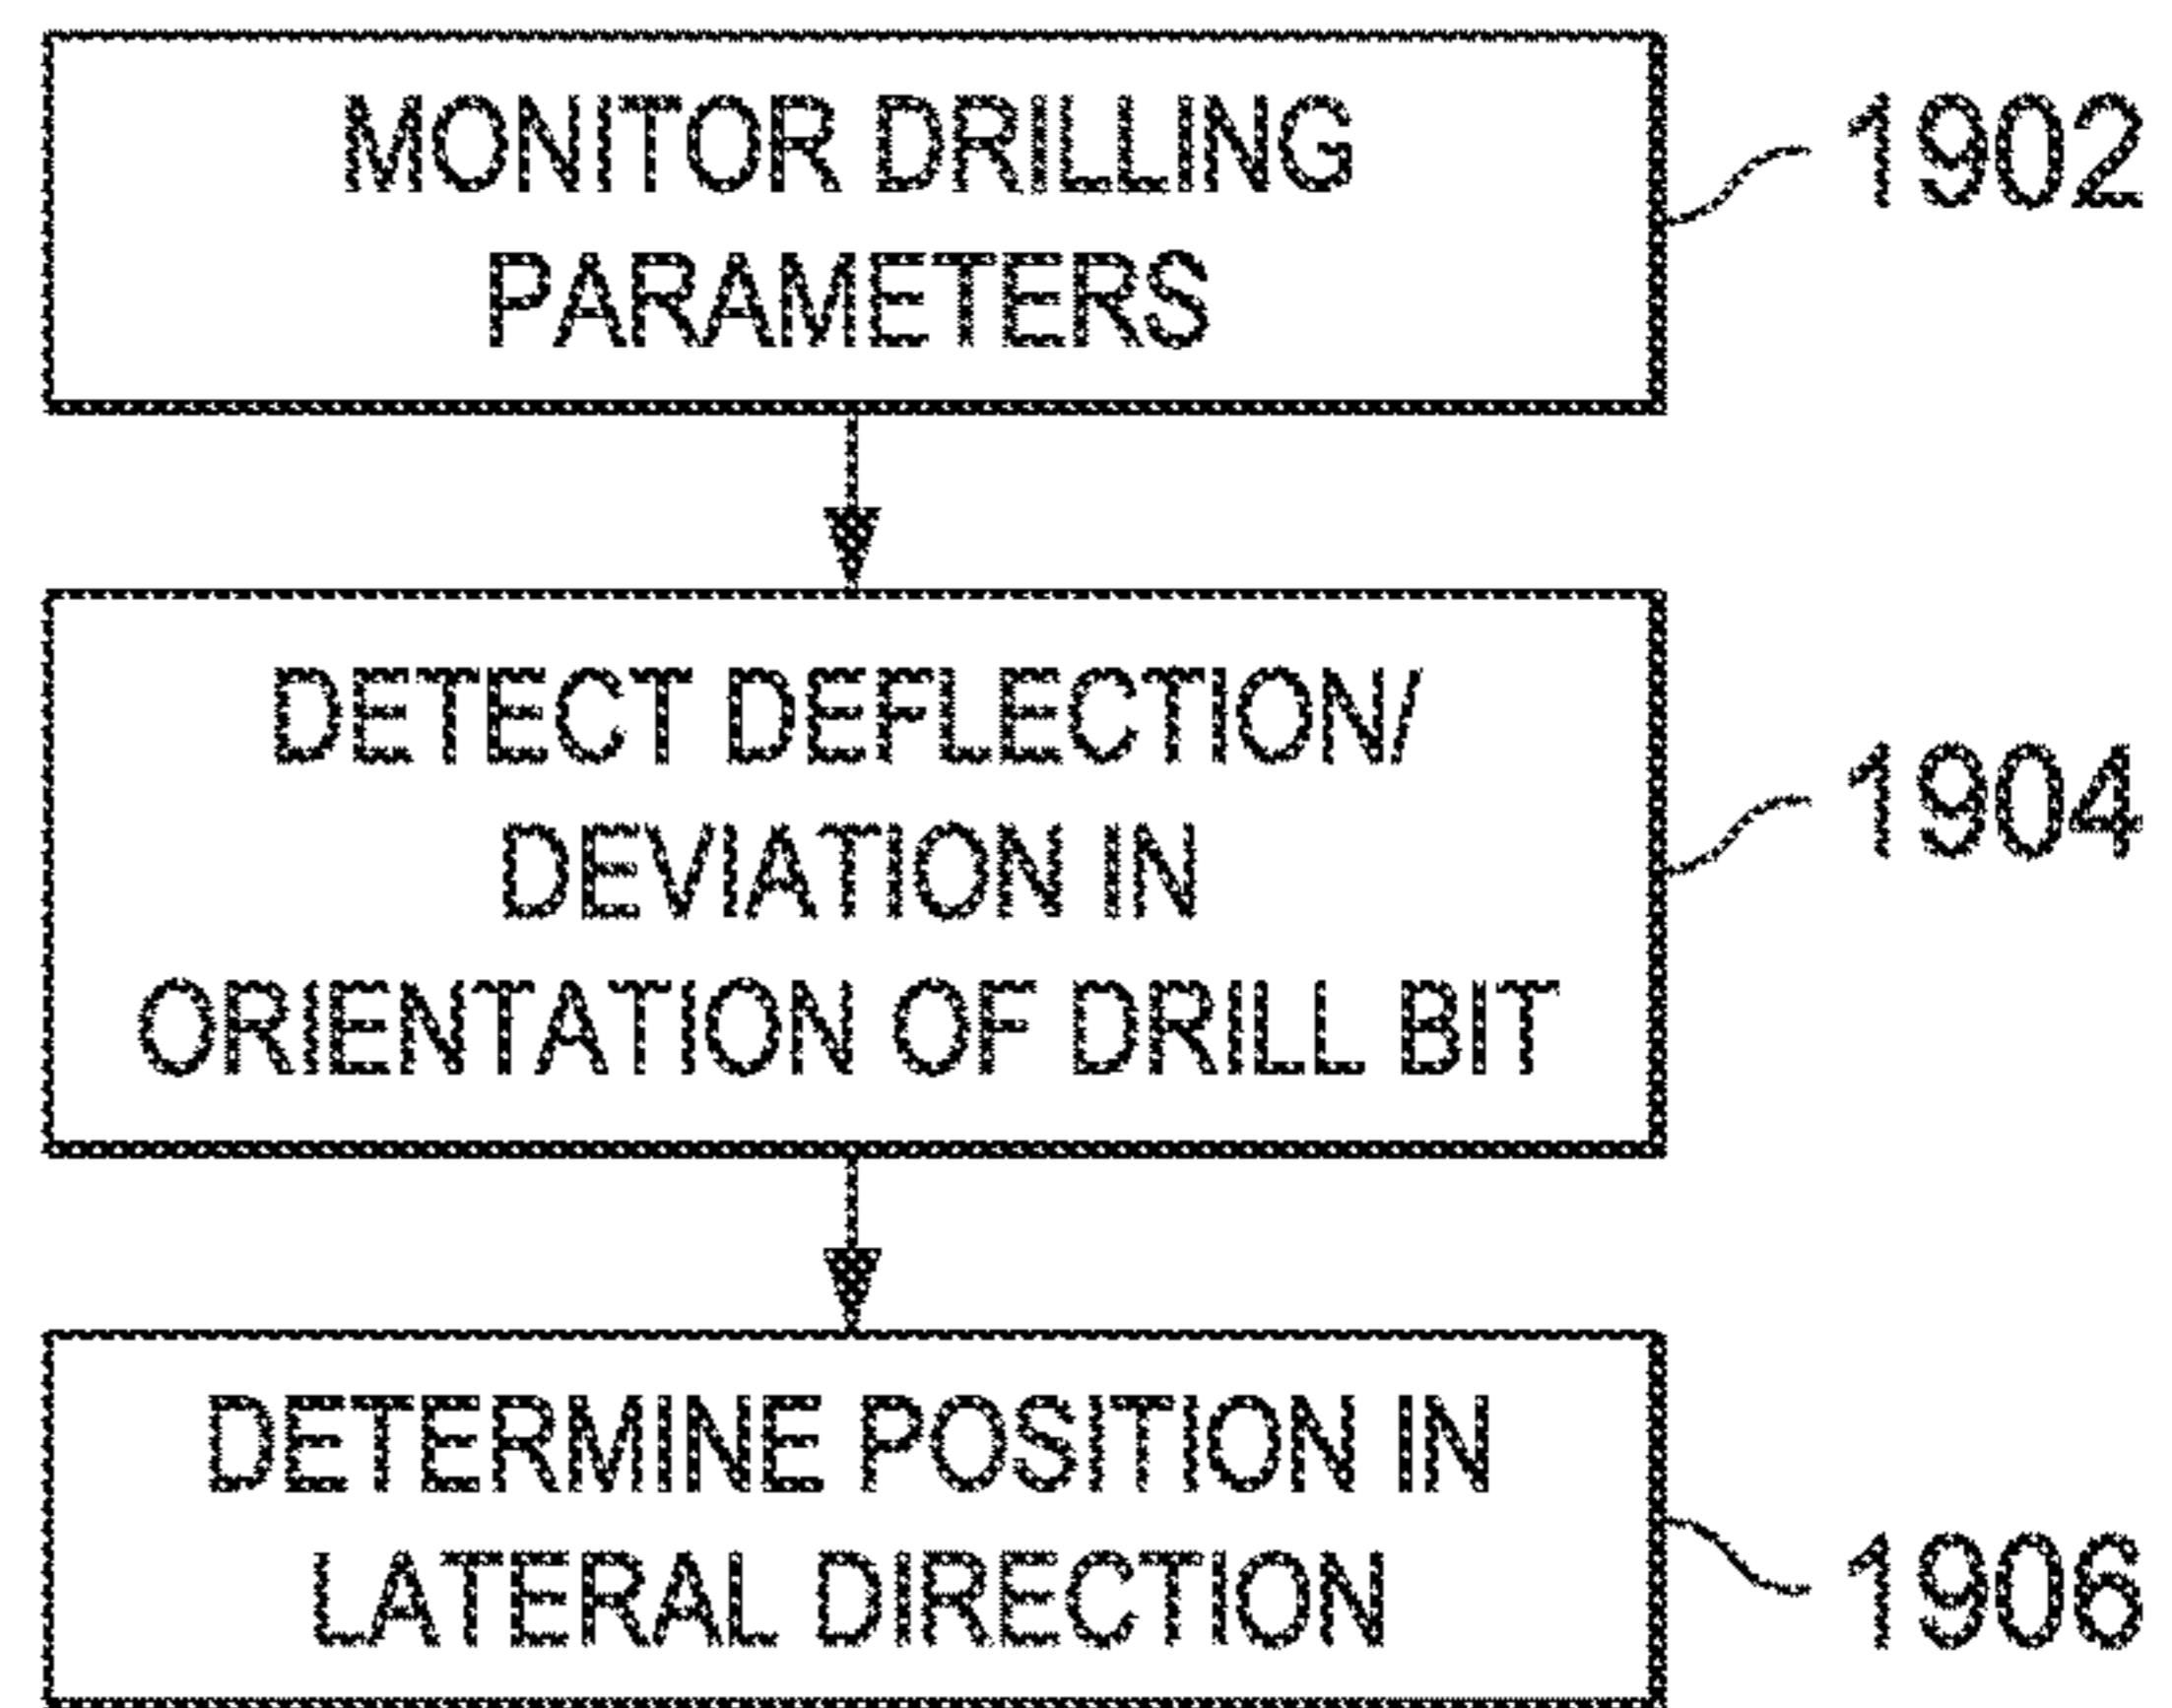 MONITOR DRILLING
PARAMETERS
1902
DETECT DEFLECTION/
DEVIATION IN
ORIENTATION OF DRILL BIT
1904
DETERMINE POSITION IN
LATERAL DIRECTION
1906